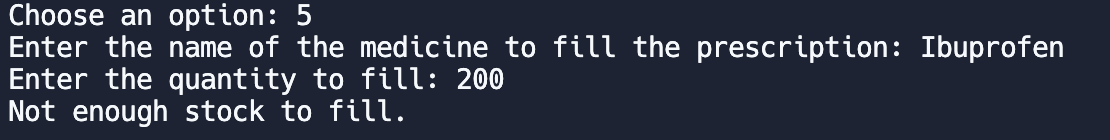 Choose an option: 5
Enter the name of the medicine to fill the prescription: Ibuprofen
Enter the quantity to fill: 200
Not enough stock to fill.